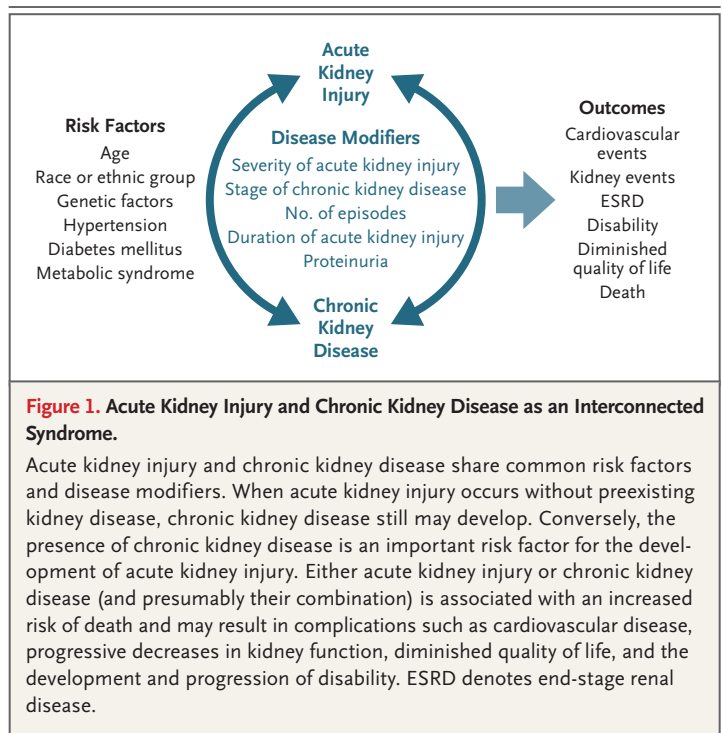 Acute
Kidney
Injury
Risk Factors
Age
Race or ethnic group
Genetic factors
Hypertension
Diabetes mellitus
Metabolic syndrome
Disease Modifiers
Severity of acute kidney injury
Stage of chronic kidney disease
No. of episodes
Duration of acute kidney injury
Proteinuria
Chronic
Kidney
Disease
Outcomes
Cardiovascular
events
Kidney events
ESRD
Disability
Diminished
quality of life
Death
Figure 1. Acute Kidney Injury and Chronic Kidney Disease as an Interconnected
Syndrome.
Acute kidney injury and chronic kidney disease share common risk factors
and disease modifiers. When acute kidney injury occurs without preexisting
kidney disease, chronic kidney disease still may develop. Conversely, the
presence of chronic kidney disease is an important risk factor for the devel-
opment of acute kidney injury. Either acute kidney injury or chronic kidney
disease (and presumably their combination) is associated with an increased
risk of death and may result in complications such as cardiovascular disease,
progressive decreases in kidney function, diminished quality of life, and the
development and progression of disability. ESRD denotes end-stage renal
disease.